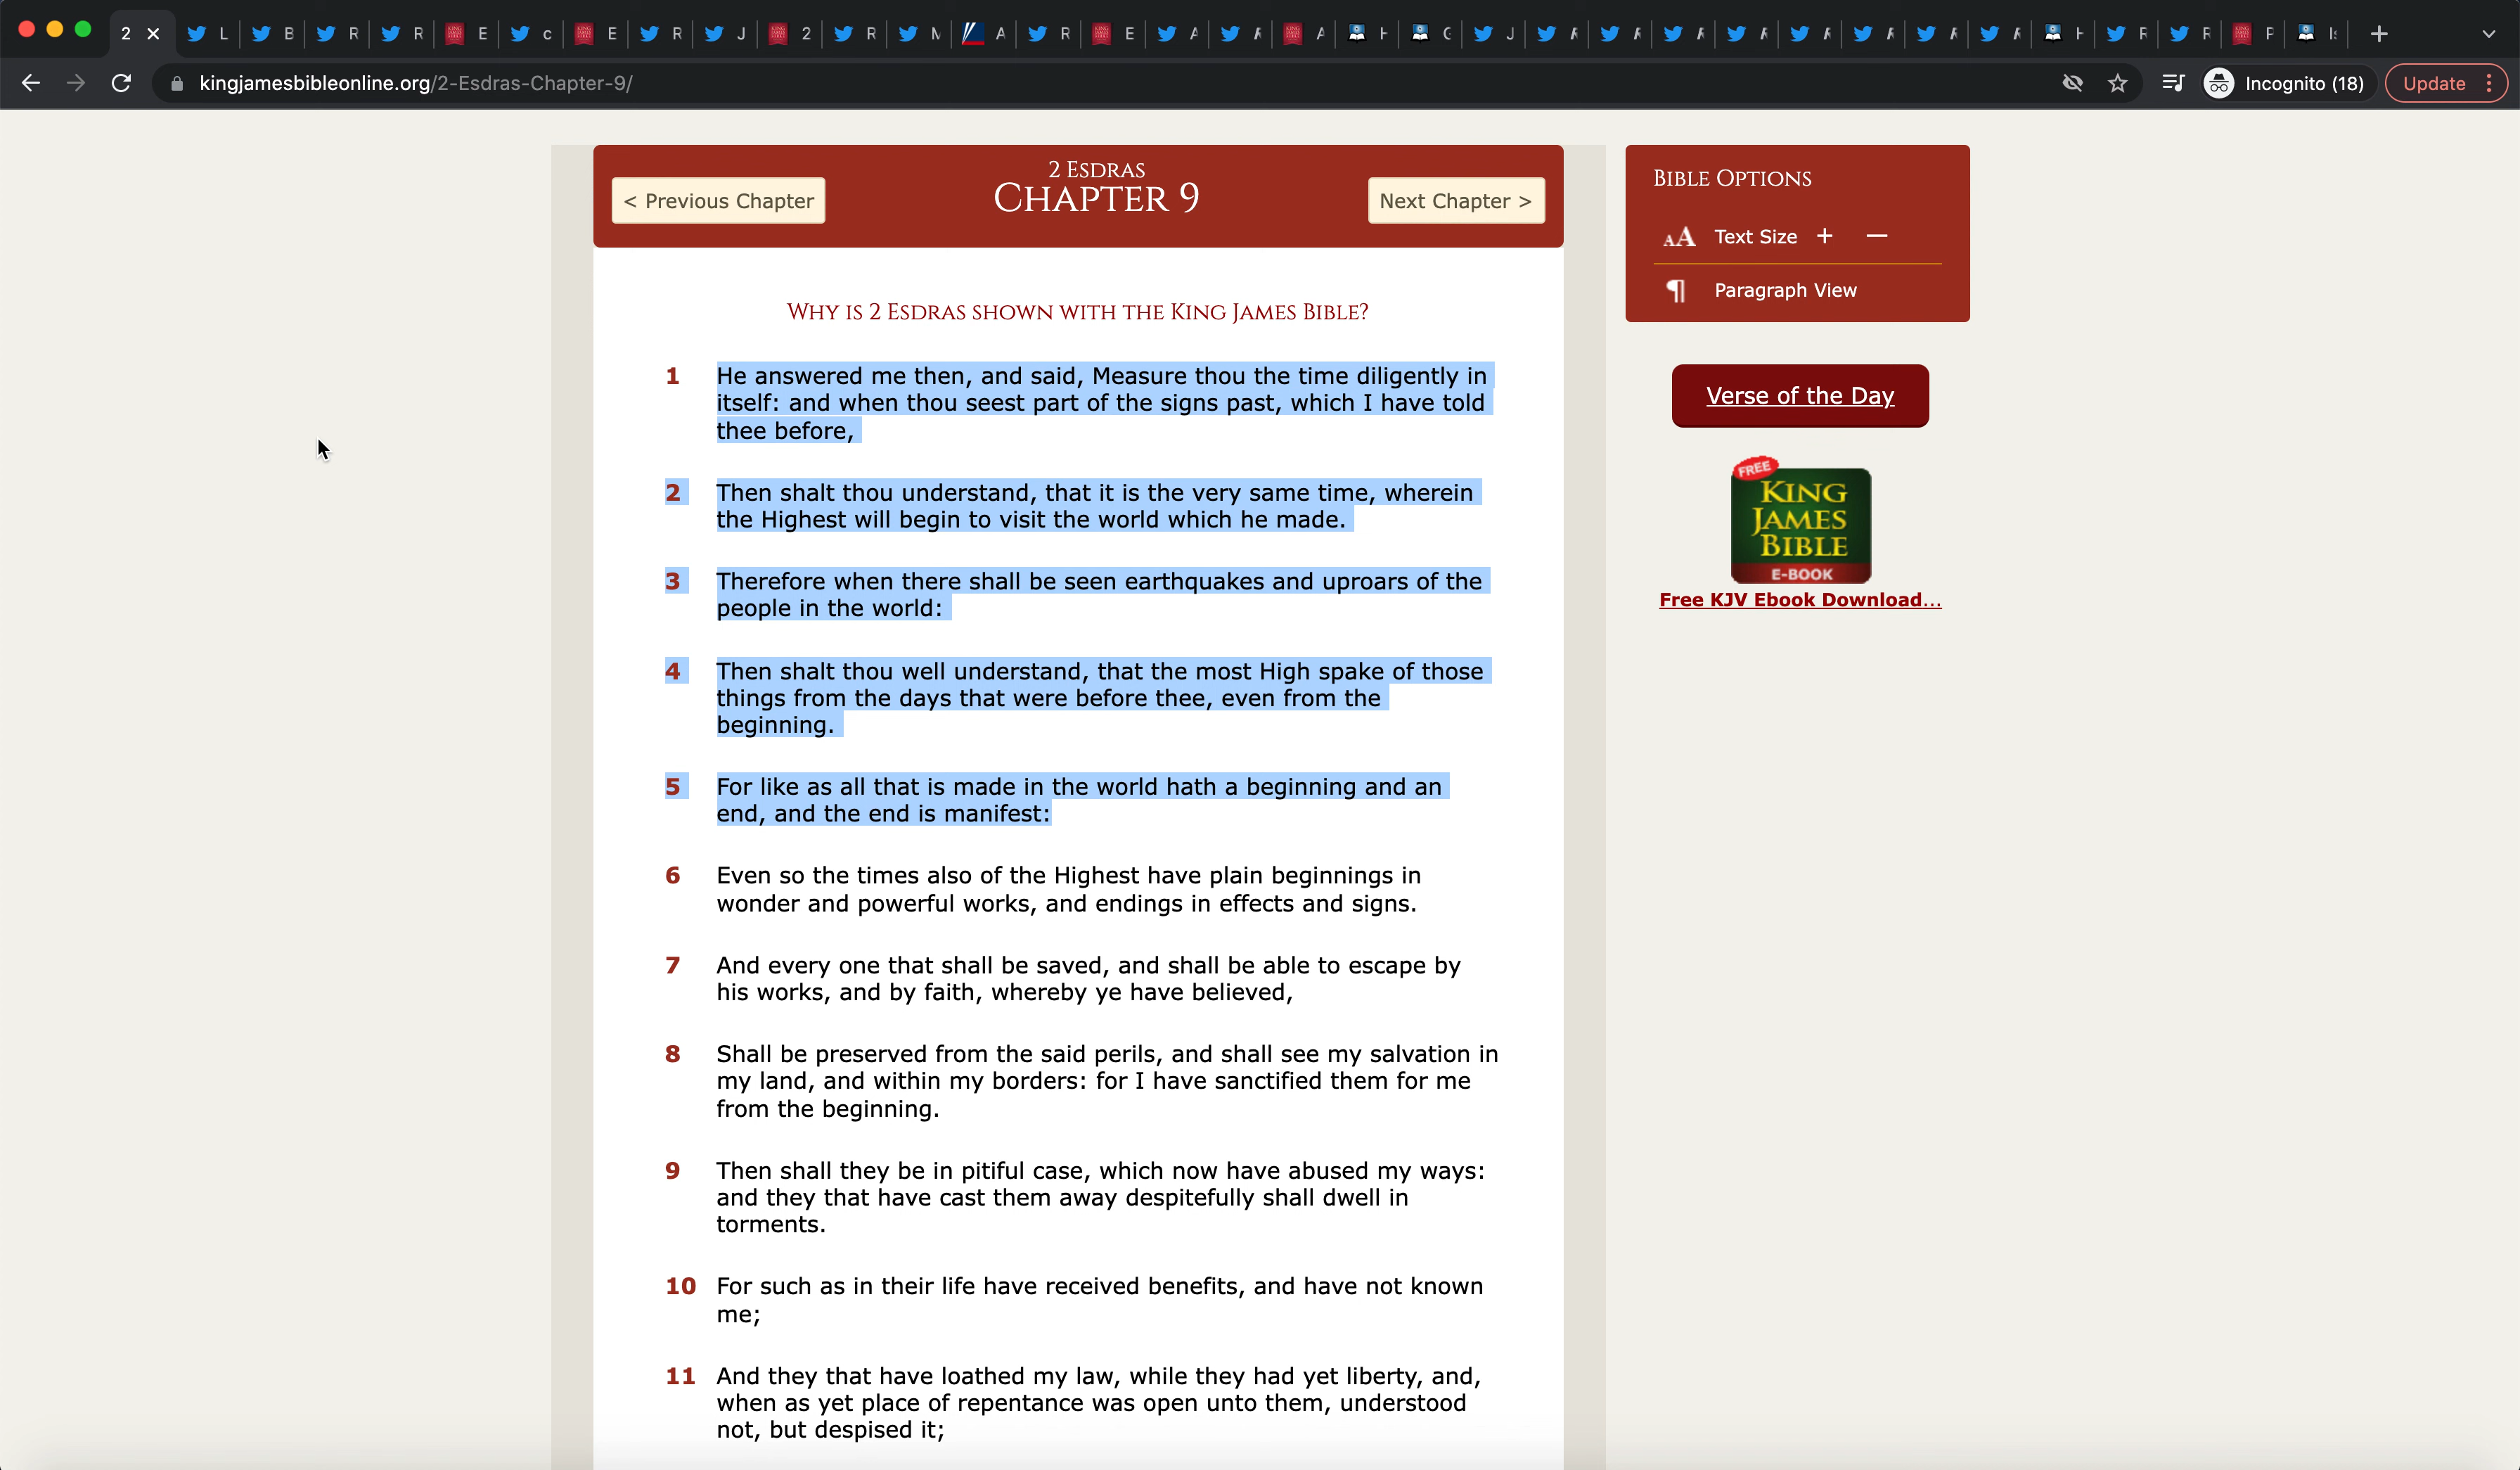 2
L
B
R
R
E
c
E
R
J
2
R
M
A
R
E
A
A
J
R
R
P
kingjamesbibleonline.org/2-Esdras-Chapter-9/
Incognito (18)
Update
< Previous Chapter
2 Esdras
Chapter 9
Next Chapter >
Why is 2 Esdras shown with the King James Bible?
1 He answered me then, and said, Measure thou the time diligently in
itself: and when thou seest part of the signs past, which I have told
thee before,
2 Then shalt thou understand, that it is the very same time, wherein
the Highest will begin to visit the world which he made.
3 Therefore when there shall be seen earthquakes and uproars of the
people in the world:
4 Then shalt thou well understand, that the most High spake of those
things from the days that were before thee, even from the
beginning.
5 For like as all that is made in the world hath a beginning and an
end, and the end is manifest:
6 Even so the times also of the Highest have plain beginnings in
wonder and powerful works, and endings in effects and signs.
7 And every one that shall be saved, and shall be able to escape by
his works, and by faith, whereby ye have believed,
8 Shall be preserved from the said perils, and shall see my salvation in
my land, and within my borders: for I have sanctified them for me
from the beginning.
9 Then shall they be in pitiful case, which now have abused my ways:
and they that have cast them away despitefully shall dwell in
torments.
10 For such as in their life have received benefits, and have not known
me;
11 And they that have loathed my law, while they had yet liberty, and,
when as yet place of repentance was open unto them, understood
not, but despised it;
Bible Options
AA Text Size + —
¶ Paragraph View
Verse of the Day
FREE
KING
JAMES
BIBLE
E-BOOK
Free KJV Ebook Download...